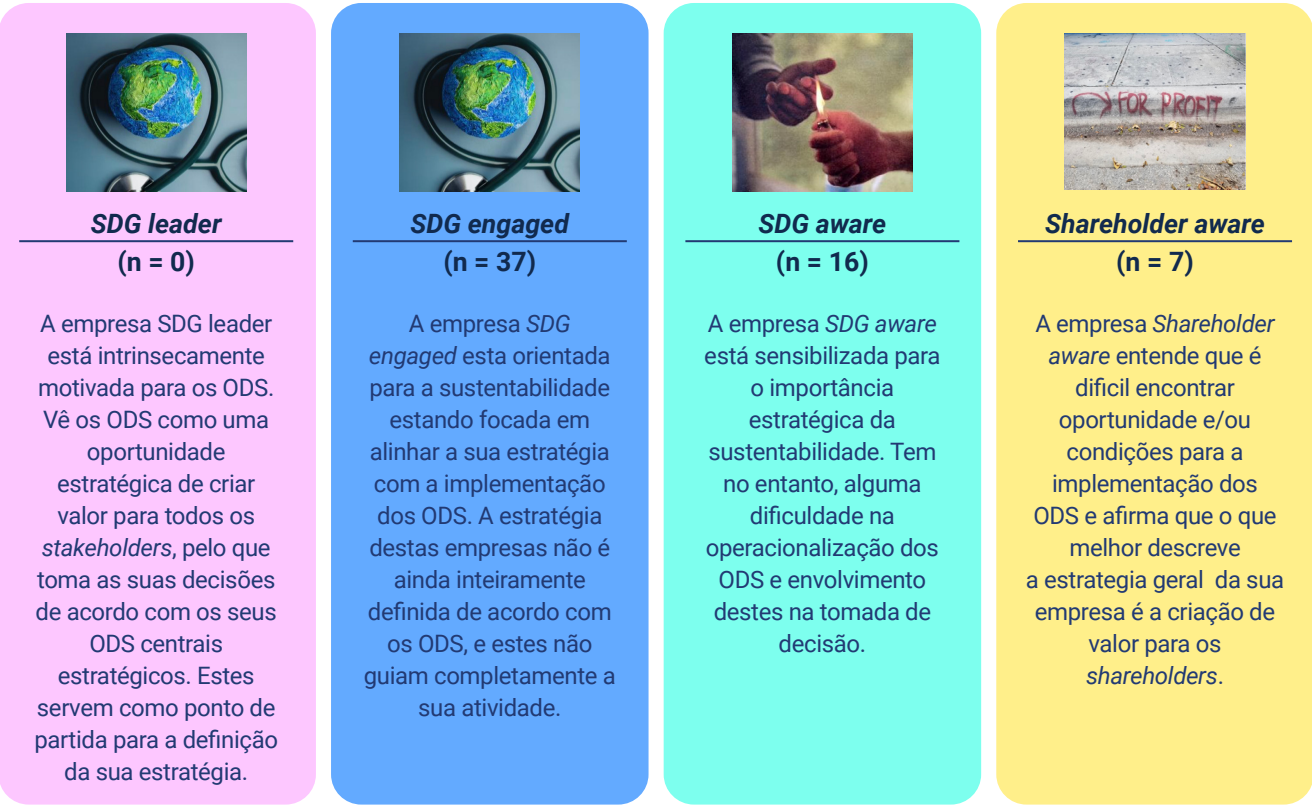 FOR PROFIT
SDG leader
(n = 0)
A empresa SDG leader
está intrinsecamente
motivada para os ODS.
Vê os ODS como uma
oportunidade
estratégica de criar
valor para todos os
stakeholders, pelo que
toma as suas decisões
de acordo com os seus
ODS centrais
estratégicos. Estes
servem como ponto de
partida para a definição
da sua estratégia.
SDG engaged
(n = 37)
A empresa SDG
engaged esta orientada
para a sustentabilidade
estando focada em
alinhar a sua estratégia
com a implementação
dos ODS. A estratégia
destas empresas não é
ainda inteiramente
definida de acordo com
os ODS, e estes não
guiam completamente a
sua atividade.
SDG aware
(n = 16)
A empresa SDG aware
está sensibilizada para
o importância
estratégica da
sustentabilidade. Tem
no entanto, alguma
dificuldade na
operacionalização dos
ODS e envolvimento
destes na tomada de
decisão.
Shareholder aware
(n = 7)
A empresa Shareholder
aware entende que é
dificil encontrar
oportunidade e/ou
condições para a
implementação dos
ODS e afirma que o que
melhor descreve
a estrategia geral da sua
empresa é a criação de
valor para os
shareholders.